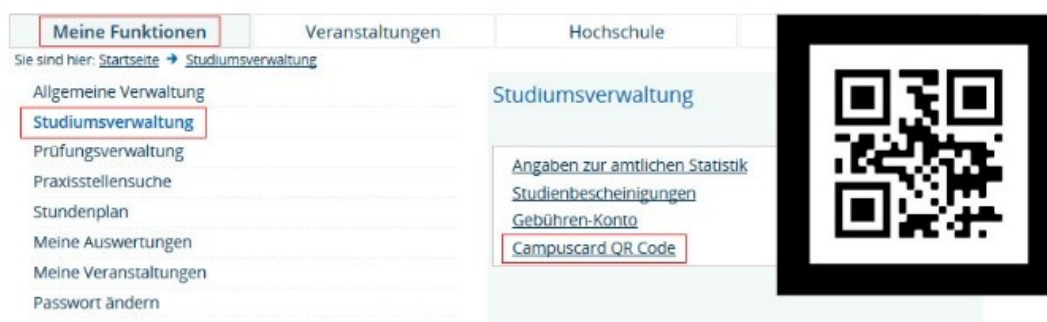 Meine Funktionen Veranstaltungen Hochschule
Sie sind hier: Startseite → Studiumsverwaltung
Allgemeine Verwaltung
Studiumsverwaltung
Prüfungsverwaltung
Praxisstellensuche
Stundenplan
Meine Auswertungen
Meine Veranstaltungen
Passwort ändern
Studiumsverwaltung
Angaben zur amtlichen Statistik
Studienbescheinigungen
Gebühren-Konto
Campuscard QR Code